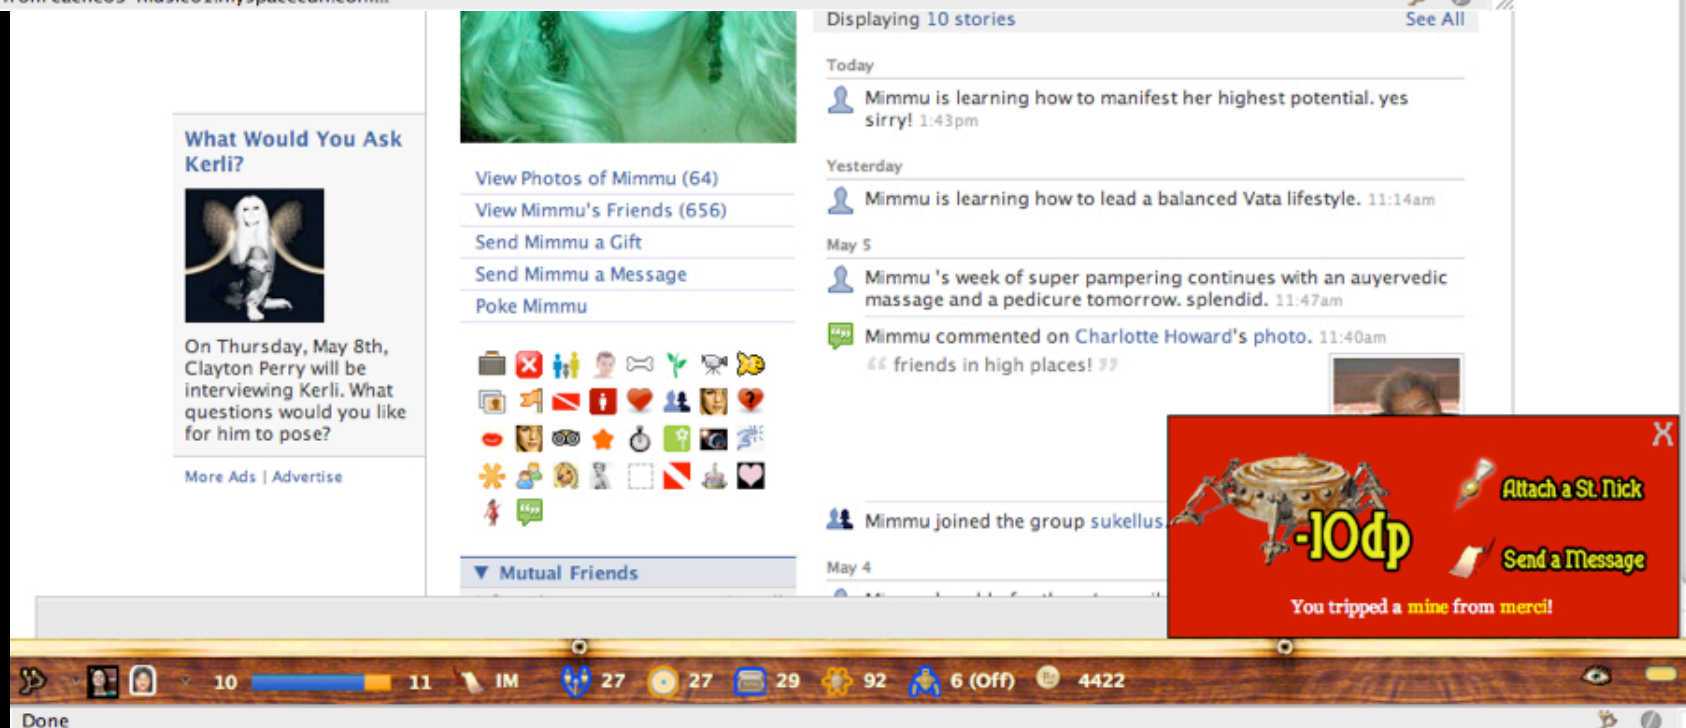 Displaying 10 stories
See All
Today
Mimmu is learning how to manifest her highest potential. yes
sirry! 1:43pm
Yesterday
Mimmu is learning how to lead a balanced Vata lifestyle. 11:14am
May 5
Mimmu 's week of super pampering continues with an auyervedic
massage and a pedicure tomorrow. splendid. 11:47am
Mimmu commented on Charlotte Howard's photo. 11:40am
“ friends in high places! ”
Mimmu joined the group sukellus.
May 4
What Would You Ask
Kerli?
On Thursday, May 8th,
Clayton Perry will be
interviewing Kerli. What
questions would you like
for him to pose?
More Ads | Advertise
View Photos of Mimmu (64)
View Mimmu's Friends (656)
Send Mimmu a Gift
Send Mimmu a Message
Poke Mimmu
Mutual Friends
X
-10dp
Attach a St. Nick
Send a Message
You tripped a mine from merci!
10
11
IM
27
27
29
92
6 (Off)
4422
Done